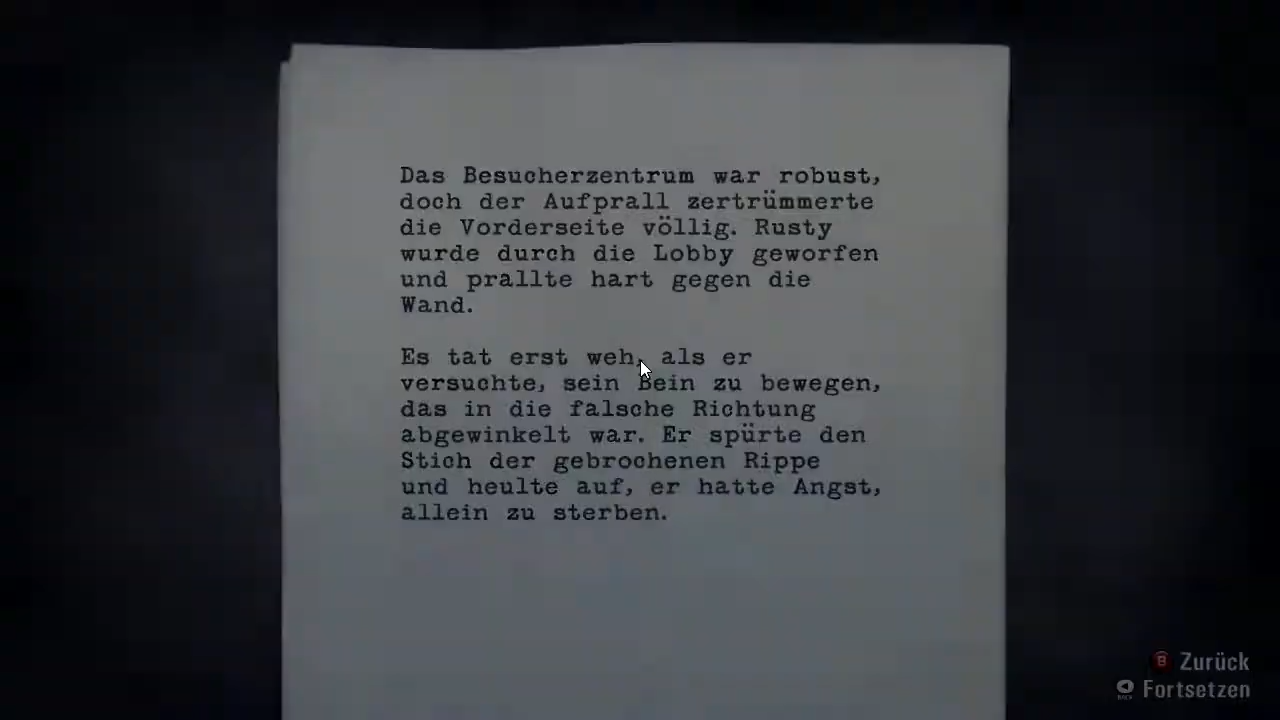 Das Besucherzentrum war robust,
doch der Aufprall zertrümmerte
die Vorderseite völlig. Rusty
wurde durch die Lobby geworfen
und prallte hart gegen die
Wand.
Es tat erst weh, als er
versuchte, sein Bein zu bewegen,
das in die falsche Richtung
abgewinkelt war. Er spürte den
Stich der gebrochenen Rippe
und heulte auf, er hatte Angst,
allein zu sterben.
B Zurück
BACK Fortsetzen